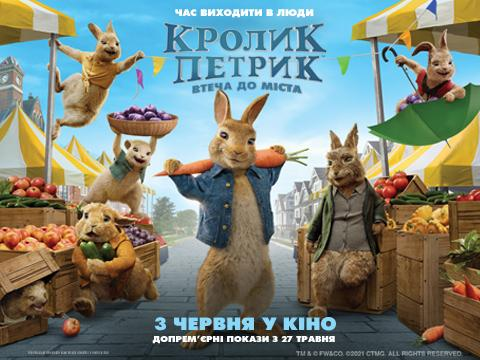 ЧАС ВИХОДИТИ В ЛЮДИ
КРОЛИК
ПЕТРИК
ВТЕЧА ДО МІСТА
З ЧЕРВНЯ У КІНО
ДОПРЕМ'ЄРНІ ПОКАЗИ З 27 ТРАВНЯ
TM & © FW&CO. ©2021 CTMG. ALL RIGHTS RESERVED.